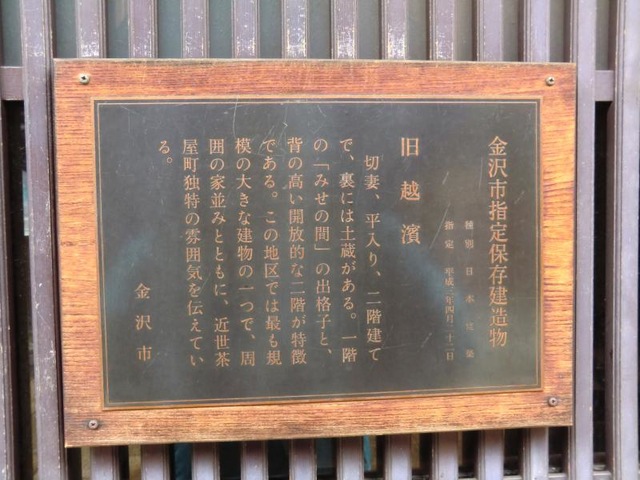 金沢市指定保存建造物
種別 日本建築
指定 平成 年四月二十二日
旧越濱
切妻、平入り、二階建て
で、裏には土蔵がある。一階
の「みせの間」の出格子と、
背の高い開放的な二階が特徴
である。この地区では最も規
模の大きな建物の一つで、周
囲の家並みとともに、近世茶
屋町独特の雰囲気を伝えてい
る。
金沢市